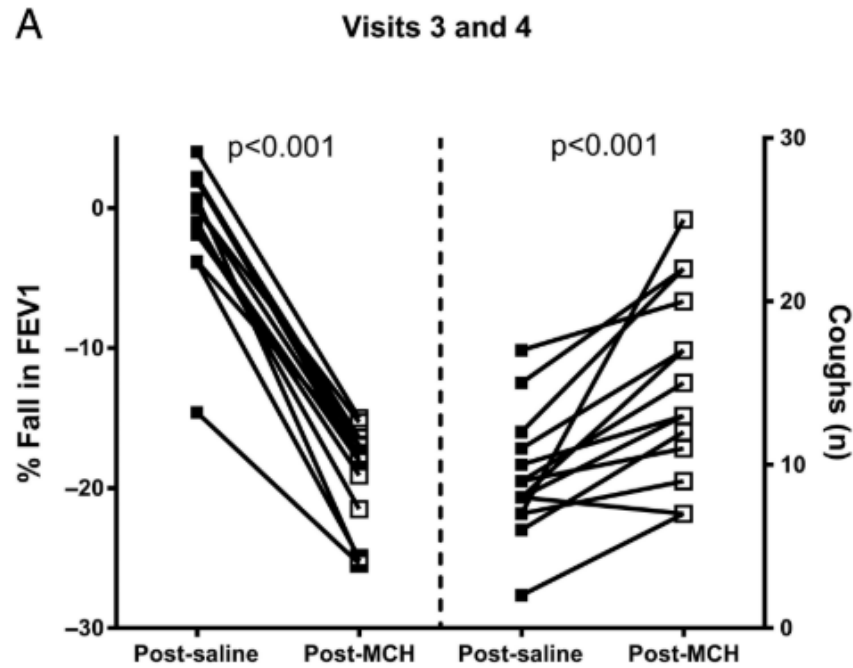 A
Visits 3 and 4
p<0.001
p<0.001
% Fall in FEV1
0
–10
–20
–30
30
20
10
0
Coughs (n)
Post-saline
Post-MCH
Post-saline
Post-MCH